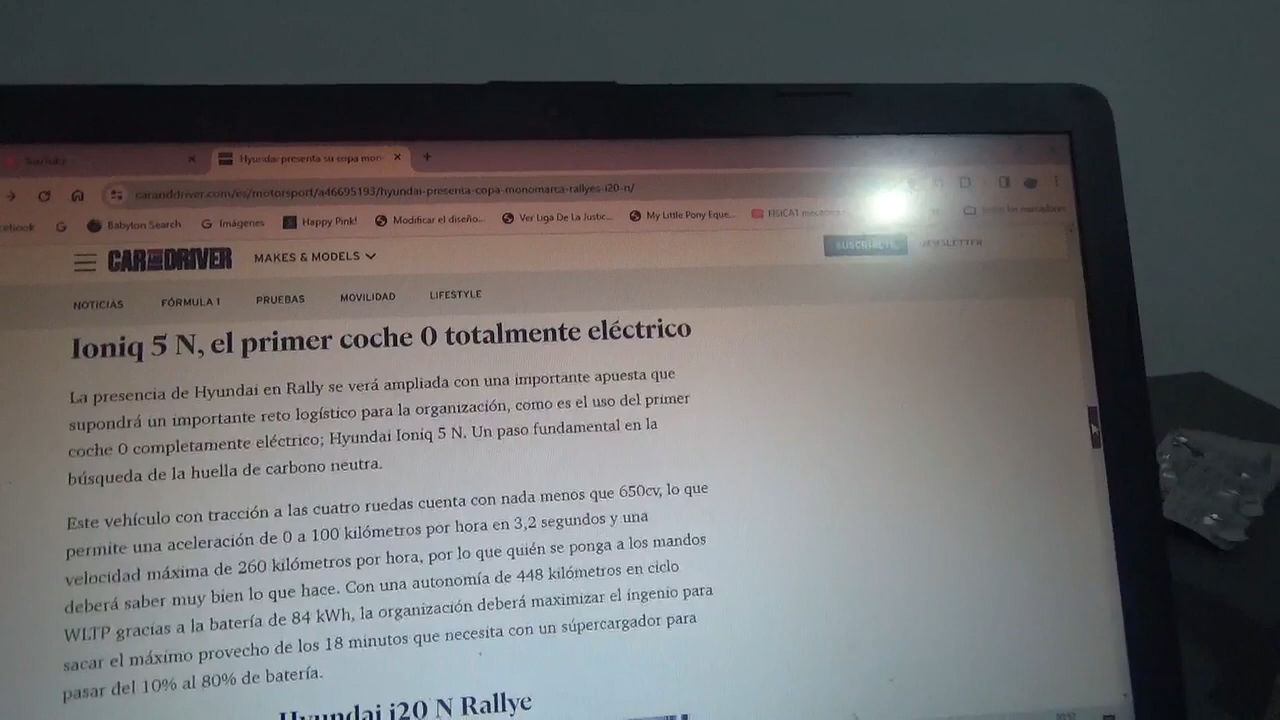 Hyundai presenta su copa mon
caranddriver.com/es/motorsport/a46695193/hyundai-presenta-copa-monomarca-rallyes-i20-n/
cebook
Babylon Search
Imágenes
Happy Pink!
Modificar el diseño...
Ver Liga De La Justic...
My Little Pony Eque...
FISICA1
CAR AND DRIVER
MAKES & MODELS
SUSCRÍBETE
NEWSLETTER
NOTICIAS
FÓRMULA 1
PRUEBAS
MOVILIDAD
LIFESTYLE
Ioniq 5 N, el primer coche 0 totalmente eléctrico
La presencia de Hyundai en Rally se verá ampliada con una importante apuesta que
supondrá un importante reto logístico para la organización, como es el uso del primer
coche 0 completamente eléctrico; Hyundai Ioniq 5 N. Un paso fundamental en la
búsqueda de la huella de carbono neutra.
Este vehículo con tracción a las cuatro ruedas cuenta con nada menos que 650cv, lo que
permite una aceleración de 0 a 100 kilómetros por hora en 3,2 segundos y una
velocidad máxima de 260 kilómetros por hora, por lo que quién se ponga a los mandos
deberá saber muy bien lo que hace. Con una autonomía de 448 kilómetros en ciclo
WLTP gracias a la batería de 84 kWh, la organización deberá maximizar el ingenio para
sacar el máximo provecho de los 18 minutos que necesita con un súpercargador para
pasar del 10% al 80% de batería.
Hyundai i20 N Rallye